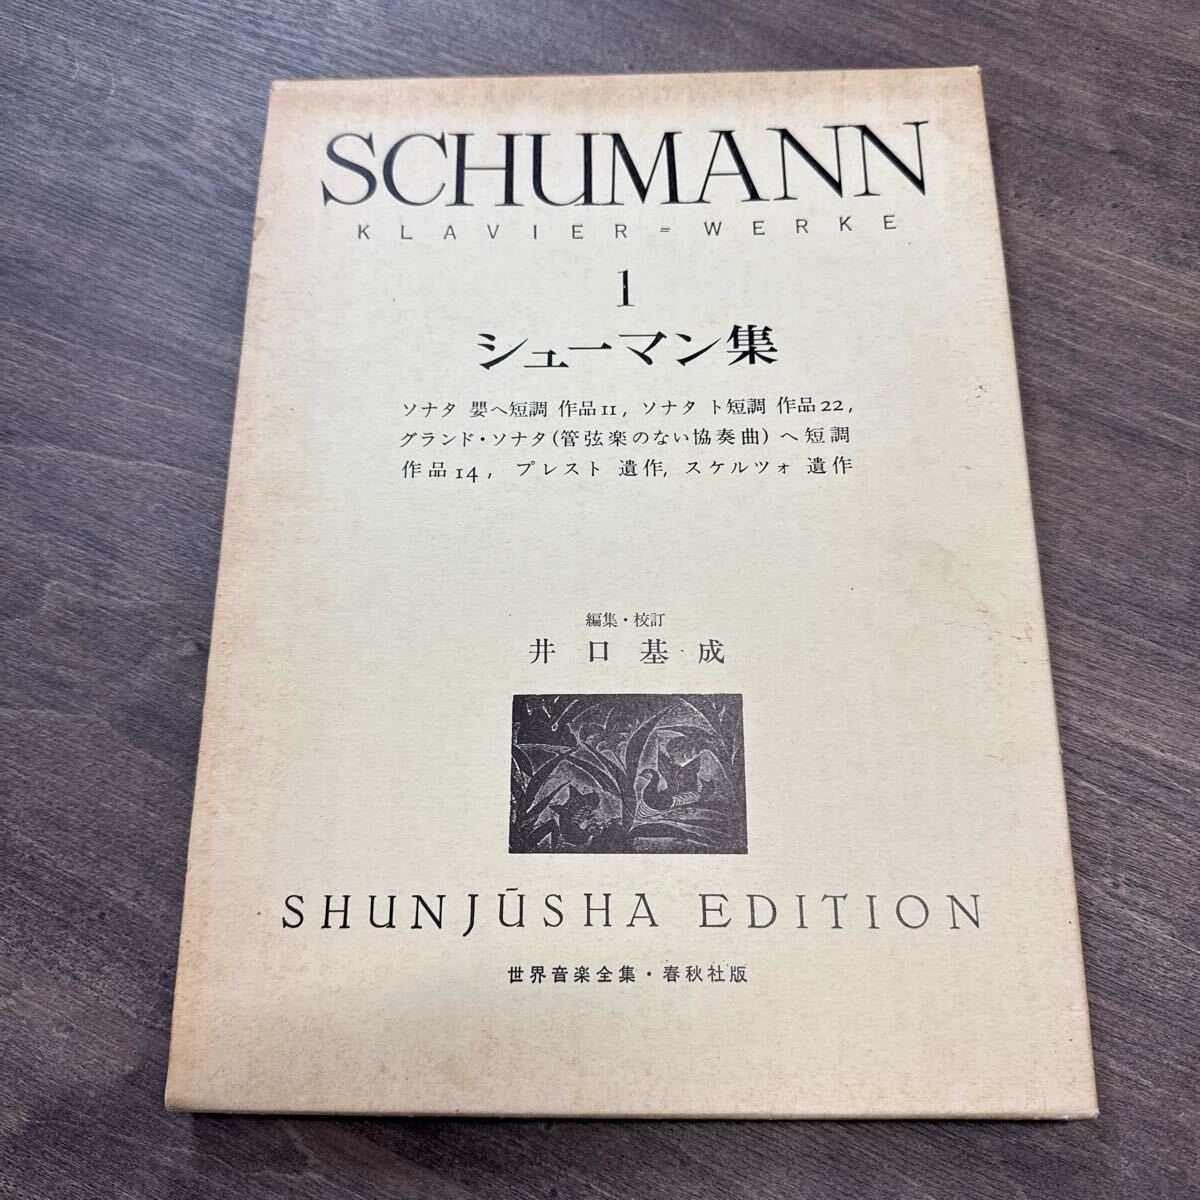 SCHUMANN
KLAVIER=WERKE
1
シューマン集
ソナタ 嬰ヘ短調 作品11, ソナタ ト短調 作品22,
グランド・ソナタ(管弦楽のない協奏曲) ヘ短調
作品14, プレスト 遺作, スケルツォ 遺作
編集・校訂
井口基成
SHUNJŪSHA EDITION
世界音楽全集・春秋社版